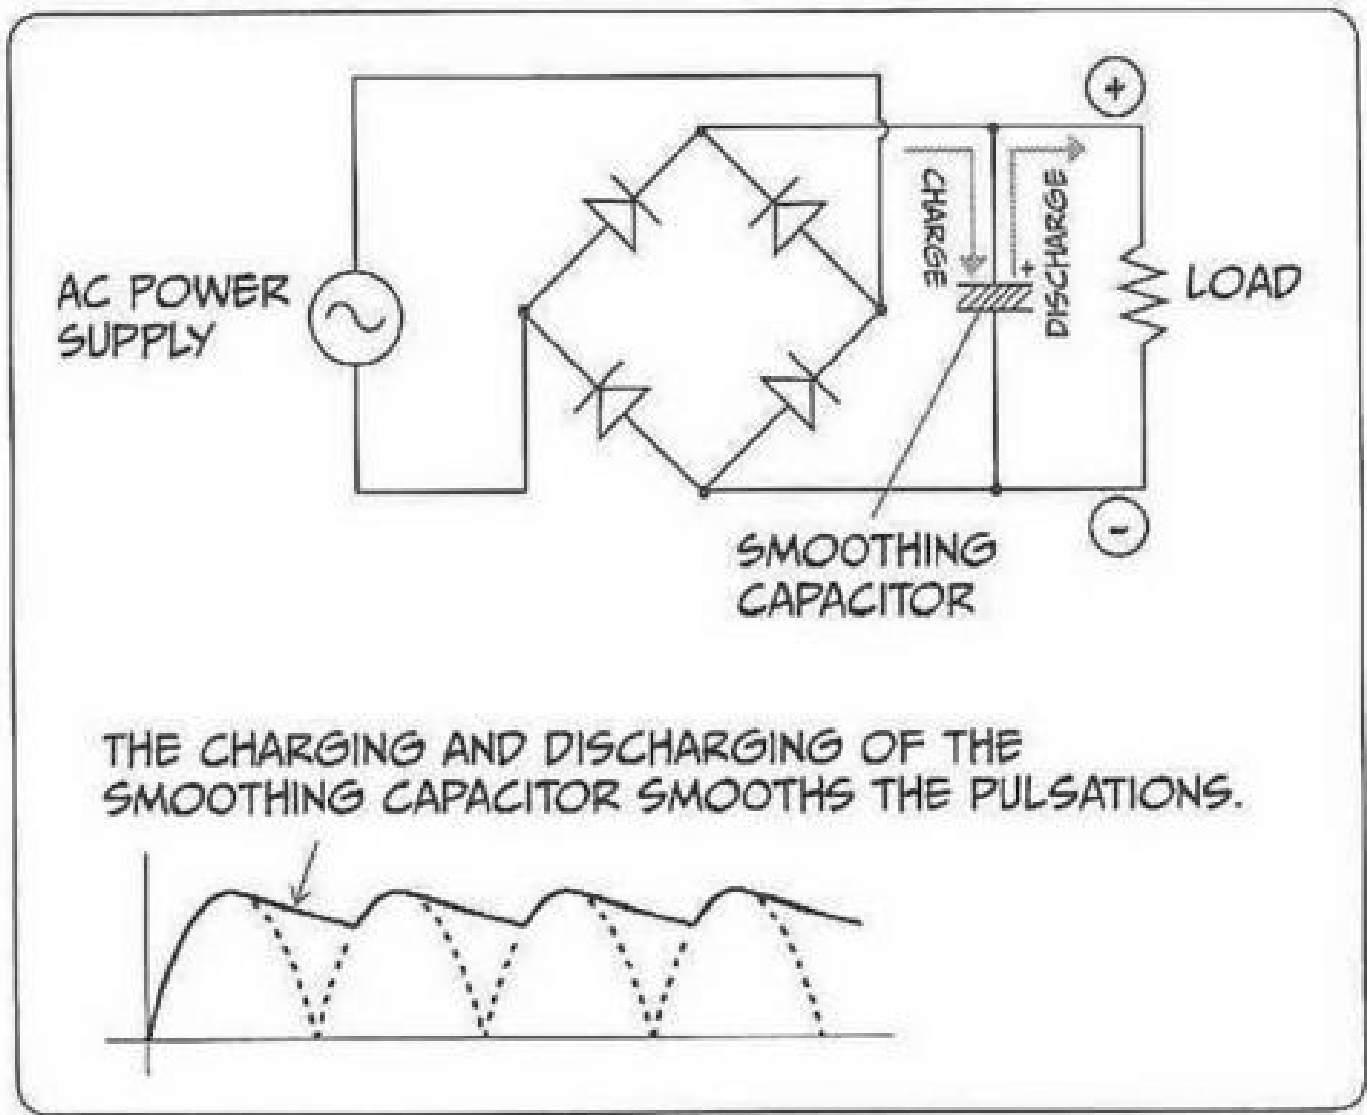 +
CHARGE
DISCHARGE
+
AC POWER
SUPPLY
LOAD
-
SMOOTHING
CAPACITOR
THE CHARGING AND DISCHARGING OF THE
SMOOTHING CAPACITOR SMOOTHS THE PULSATIONS.